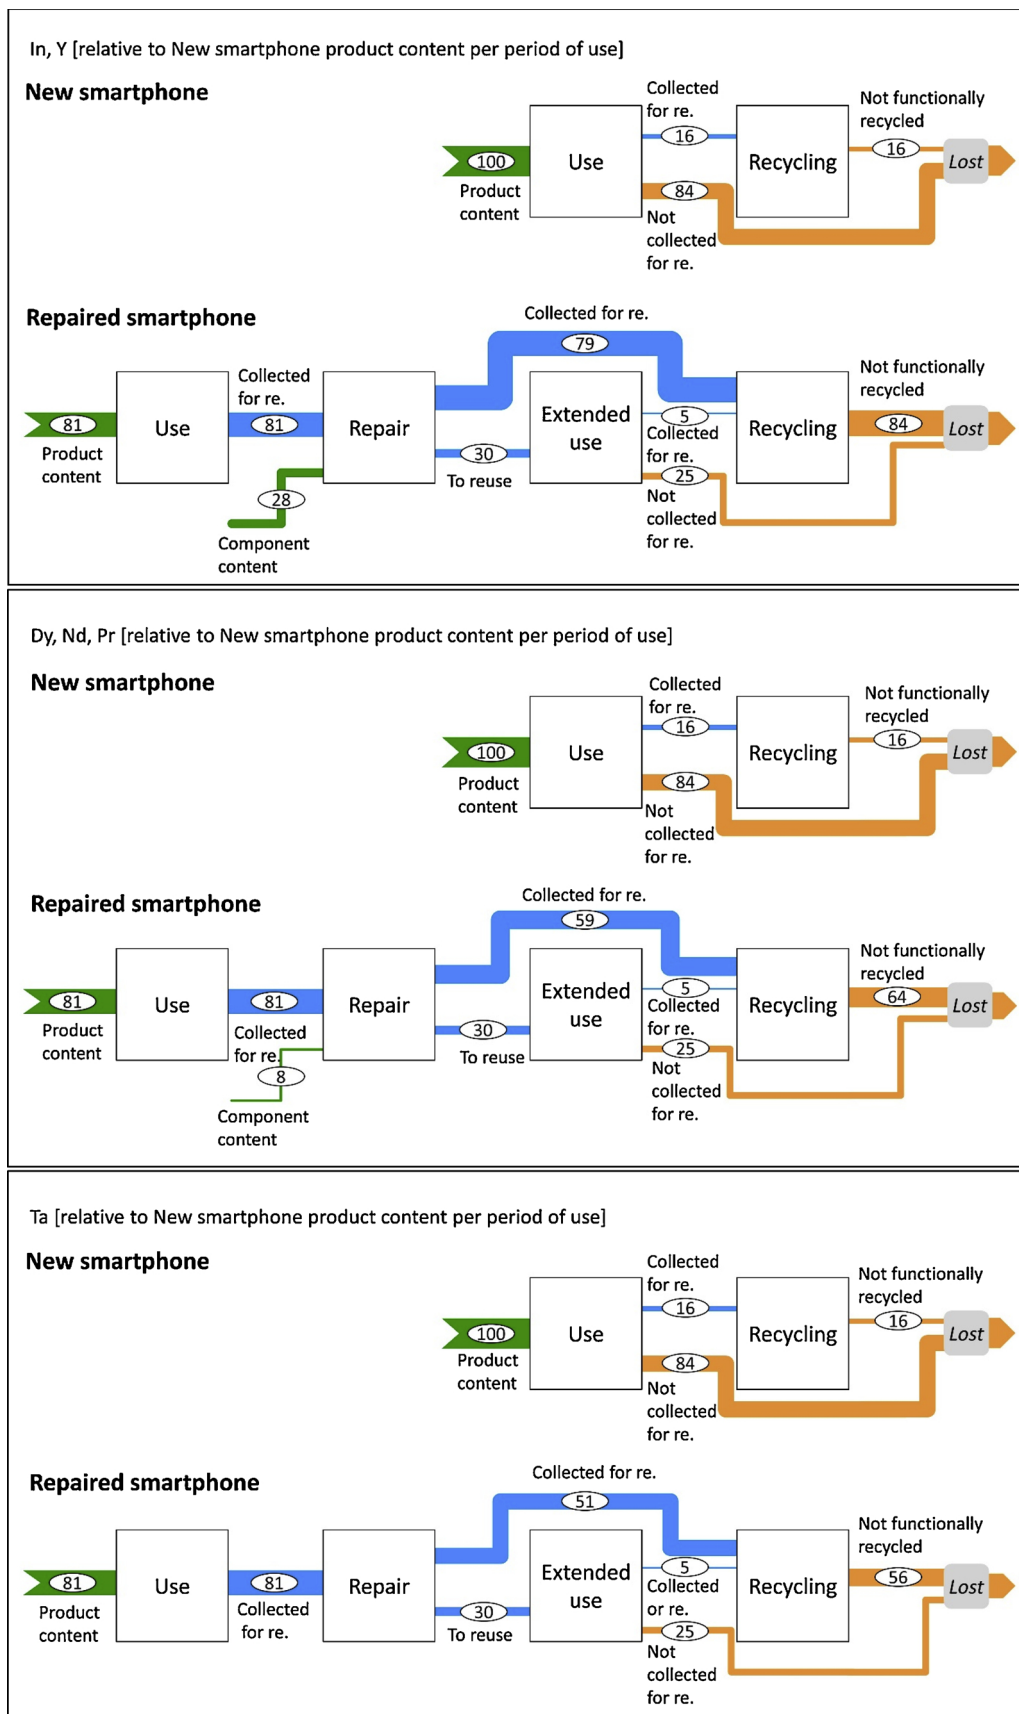 In, Y [relative to New smartphone product content per period of use]
New smartphone
100
Product
content
Use
Collected
for re.
16
84
Not
collected
for re.
Recycling
Not functionally
recycled
16
Lost
Repaired smartphone
81
Product
content
Use
Collected
for re.
81
28
Component
content
Repair
Collected for re.
79
30
To reuse
Extended
use
5
Collected
for re.
25
Not
collected
for re.
Recycling
Not functionally
recycled
84
Lost
Dy, Nd, Pr [relative to New smartphone product content per period of use]
New smartphone
100
Product
content
Use
Collected
for re.
16
84
Not
collected
for re.
Recycling
Not functionally
recycled
16
Lost
Repaired smartphone
81
Product
content
Use
81
Collected
for re.
8
Component
content
Repair
Collected for re.
59
30
To reuse
Extended
use
5
Collected
for re.
25
Not
collected
for re.
Recycling
Not functionally
recycled
64
Lost
Ta [relative to New smartphone product content per period of use]
New smartphone
100
Product
content
Use
Collected
for re.
16
84
Not
collected
for re.
Recycling
Not functionally
recycled
16
Lost
Repaired smartphone
81
Product
content
Use
81
Collected
for re.
Repair
Collected for re.
51
30
To reuse
Extended
use
5
Collected
or re.
25
Not
collected
for re.
Recycling
Not functionally
recycled
56
Lost